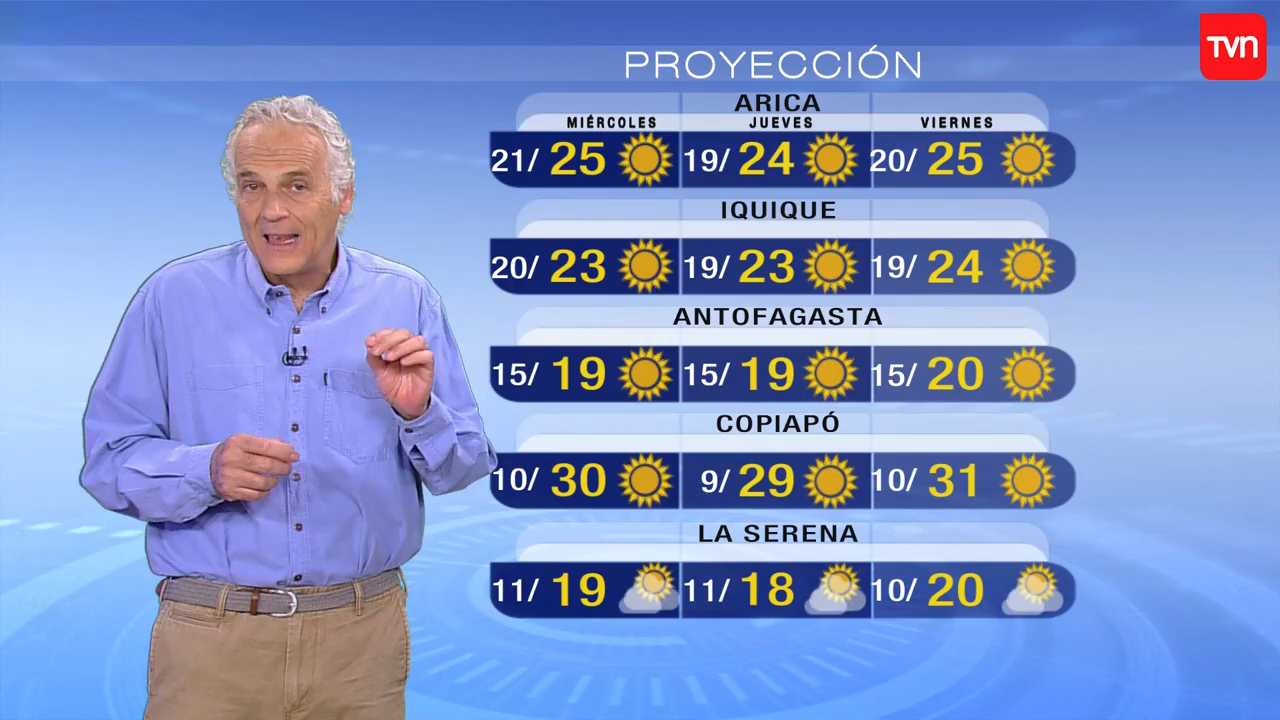 TVN
PROYECCIÓN
ARICA
MIÉRCOLES JUEVES VIERNES
21/ 25 19/ 24 20/ 25
IQUIQUE
20/ 23 19/ 23 19/ 24
ANTOFAGASTA
15/ 19 15/ 19 15/ 20
COPIAPÓ
10/ 30 9/ 29 10/ 31
LA SERENA
11/ 19 11/ 18 10/ 20